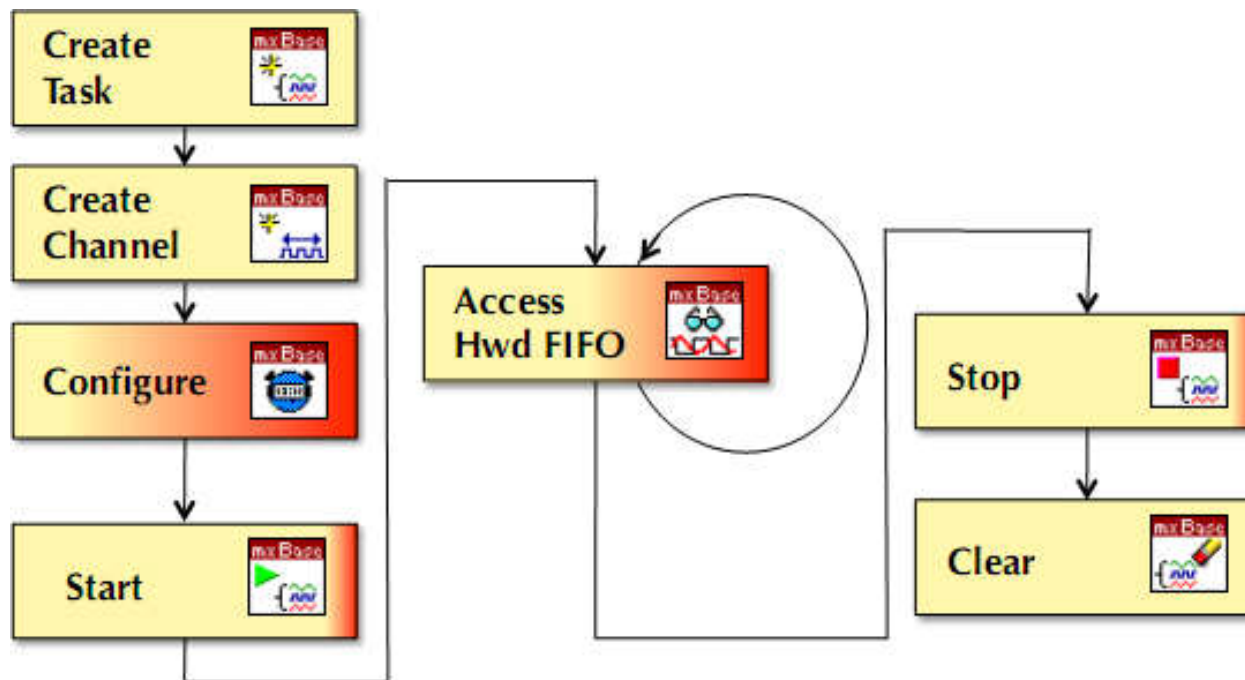 Create
Task
mxBase
Create
Channel
mxBase
Configure
mxBase
Start
mxBase
Access
Hwd FIFO
mxBase
Stop
mxBase
Clear
mxBase